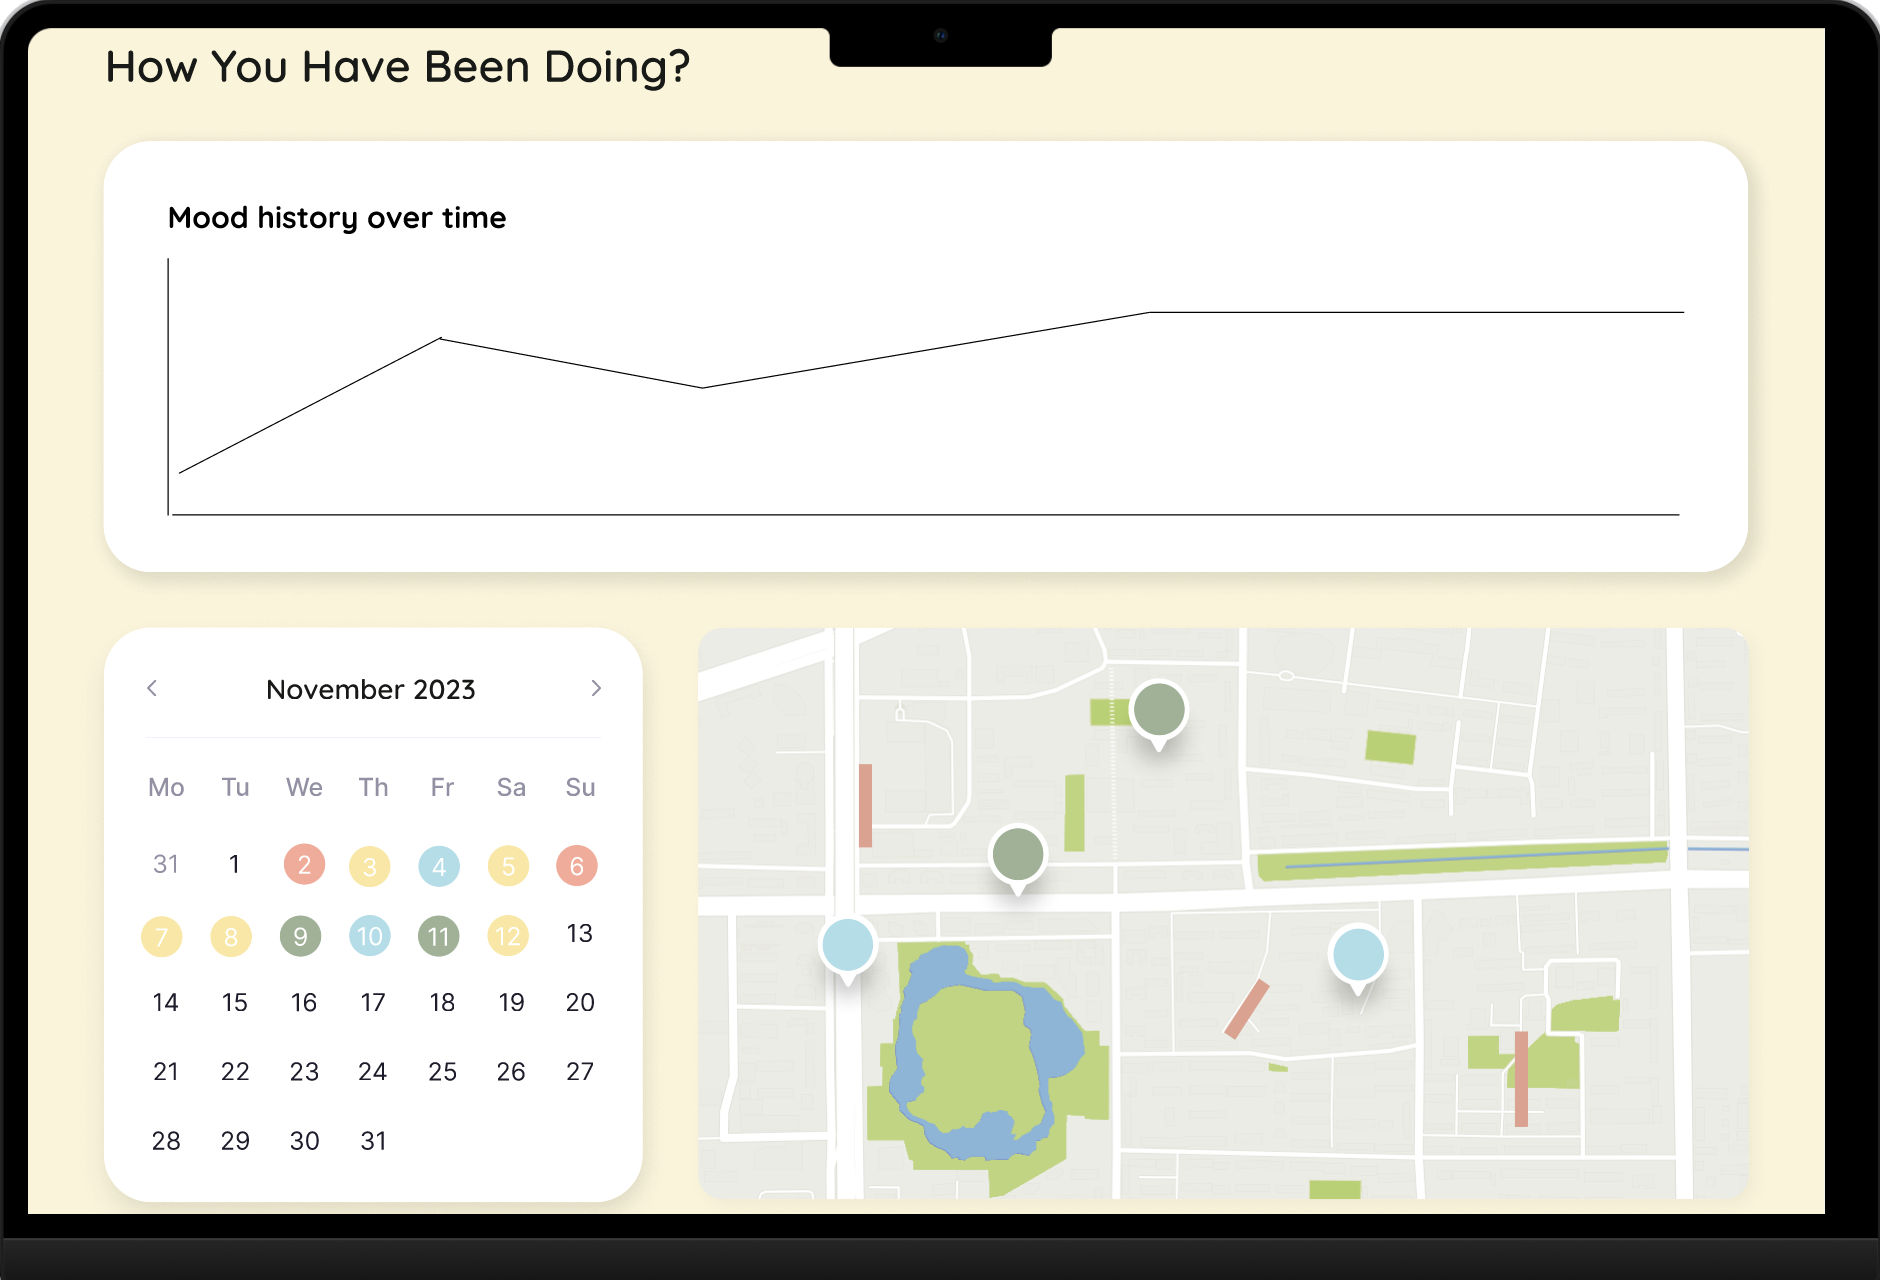 How You Have Been Doing?
Mood history over time
November 2023
Mo Tu We Th Fr Sa Su
31 1 2 3 4 5 6
7 8 9 10 11 12 13
14 15 16 17 18 19 20
21 22 23 24 25 26 27
28 29 30 31